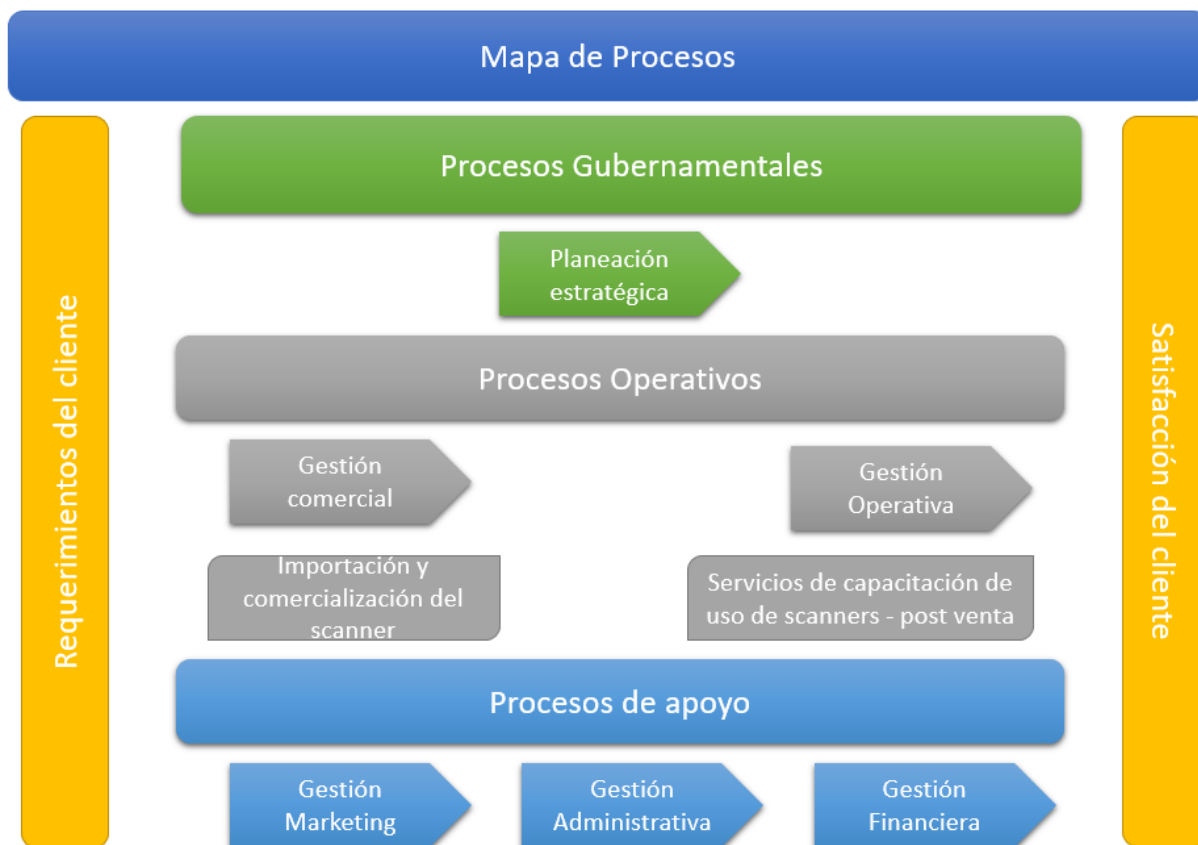 Mapa de Procesos
Requerimientos del cliente
Procesos Gubernamentales
Planeación
estratégica
Procesos Operativos
Gestión
comercial
Gestión
Operativa
Importación y
comercialización del
scanner
Servicios de capacitación de
uso de scanners - post venta
Procesos de apoyo
Gestión
Marketing
Gestión
Administrativa
Gestión
Financiera
Satisfacción del cliente